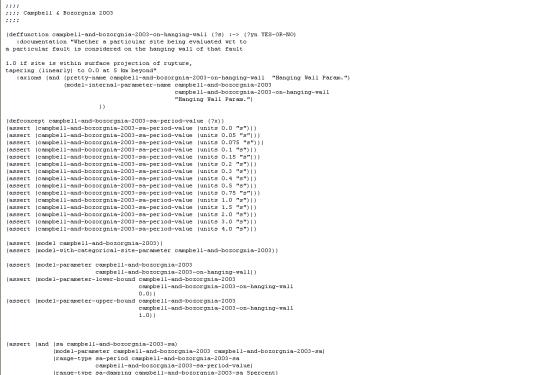 ;;;;
;;;; Campbell & Bozorgnia 2003
;;;;
(deffunction campbell-and-bozorgnia-2003-on-hanging-wall (?s) :-> (?yn YES-OR-NO)
:documentation "Whether a particular site being evaluated wrt to
a particular fault is considered on the hanging wall of that fault
1.0 if site is within surface projection of rupture,
tapering (linearly) to 0.0 at 5 km beyond"
:axioms (and (pretty-name campbell-and-bozorgnia-2003-on-hanging-wall "Hanging Wall Param.")
(model-internal-parameter-name campbell-and-bozorgnia-2003
campbell-and-bozorgnia-2003-on-hanging-wall
"Hanging Wall Param.")
))
(defconcept campbell-and-bozorgnia-2003-sa-period-value (?x))
(assert (campbell-and-bozorgnia-2003-sa-period-value (units 0.0 "s")))
(assert (campbell-and-bozorgnia-2003-sa-period-value (units 0.05 "s")))
(assert (campbell-and-bozorgnia-2003-sa-period-value (units 0.075 "s")))
(assert (campbell-and-bozorgnia-2003-sa-period-value (units 0.1 "s")))
(assert (campbell-and-bozorgnia-2003-sa-period-value (units 0.15 "s")))
(assert (campbell-and-bozorgnia-2003-sa-period-value (units 0.2 "s")))
(assert (campbell-and-bozorgnia-2003-sa-period-value (units 0.3 "s")))
(assert (campbell-and-bozorgnia-2003-sa-period-value (units 0.4 "s")))
(assert (campbell-and-bozorgnia-2003-sa-period-value (units 0.5 "s")))
(assert (campbell-and-bozorgnia-2003-sa-period-value (units 0.75 "s")))
(assert (campbell-and-bozorgnia-2003-sa-period-value (units 1.0 "s")))
(assert (campbell-and-bozorgnia-2003-sa-period-value (units 1.5 "s")))
(assert (campbell-and-bozorgnia-2003-sa-period-value (units 2.0 "s")))
(assert (campbell-and-bozorgnia-2003-sa-period-value (units 3.0 "s")))
(assert (campbell-and-bozorgnia-2003-sa-period-value (units 4.0 "s")))
(assert (model campbell-and-bozorgnia-2003))
(assert (model-with-categorical-site-parameter campbell-and-bozorgnia-2003))
(assert (model-parameter campbell-and-bozorgnia-2003
campbell-and-bozorgnia-2003-on-hanging-wall))
(assert (model-parameter-lower-bound campbell-and-bozorgnia-2003
campbell-and-bozorgnia-2003-on-hanging-wall
0.0))
(assert (model-parameter-upper-bound campbell-and-bozorgnia-2003
campbell-and-bozorgnia-2003-on-hanging-wall
1.0))
(assert (and (sa campbell-and-bozorgnia-2003-sa)
(model-parameter campbell-and-bozorgnia-2003 campbell-and-bozorgnia-2003-sa)
(range-type sa-period campbell-and-bozorgnia-2003-sa
campbell-and-bozorgnia-2003-sa-period-value)
(range-type sa-damping campbell-and-bozorgnia-2003-sa 5percent)